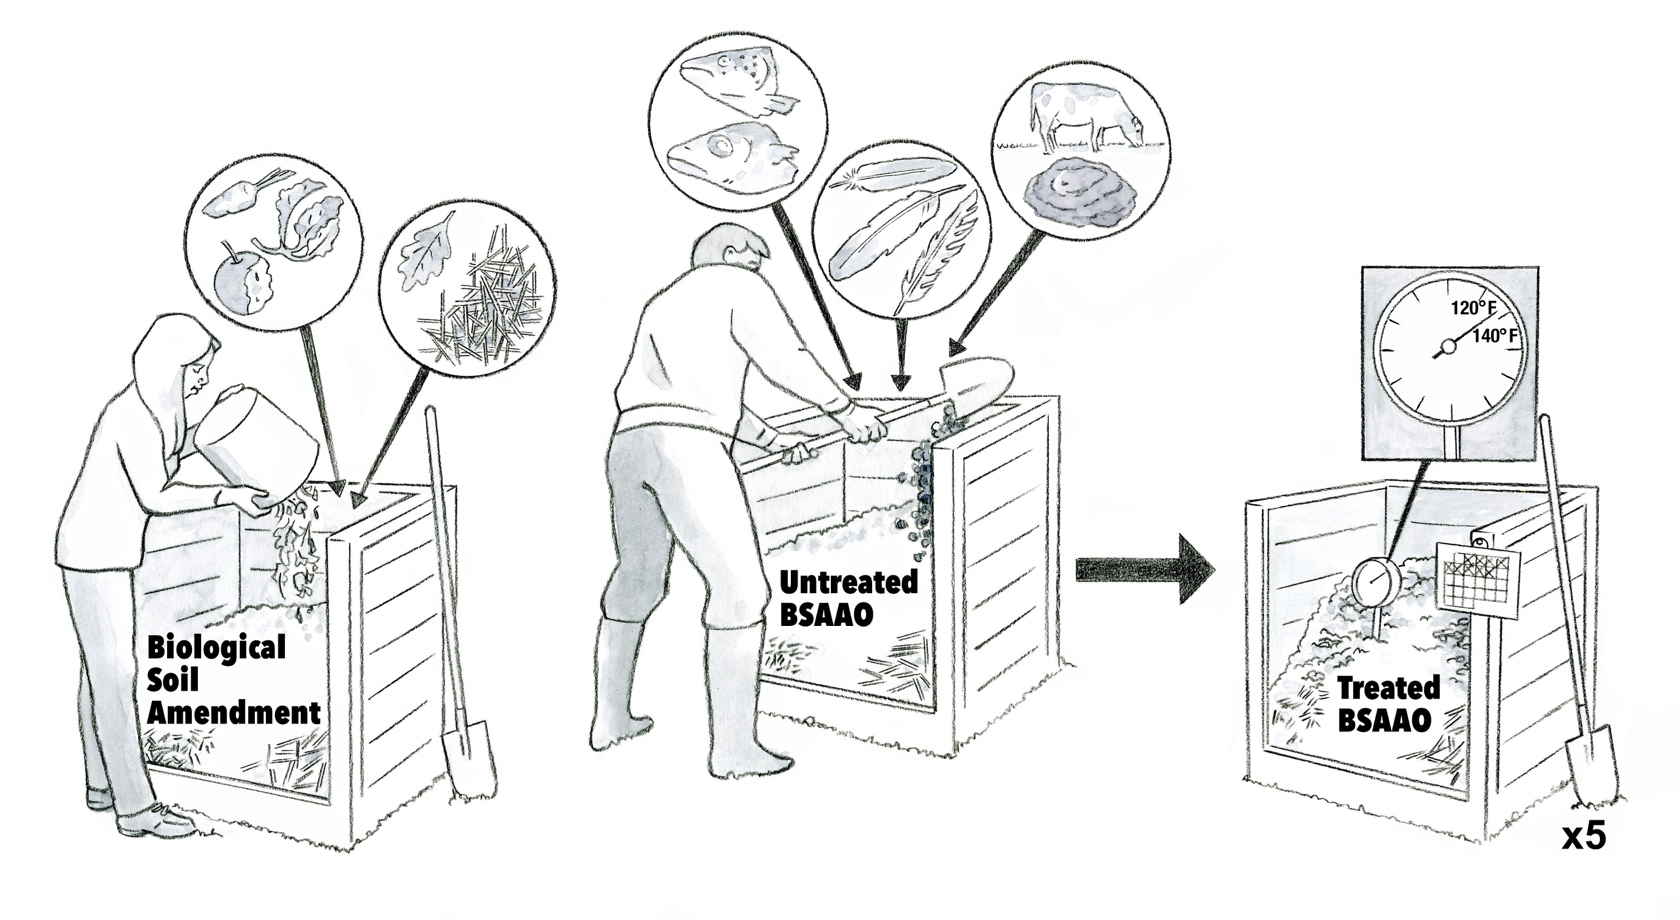 Biological
Soil
Amendment
Untreated
BSAAO
120°F
140°F
Treated
BSAAO
x5